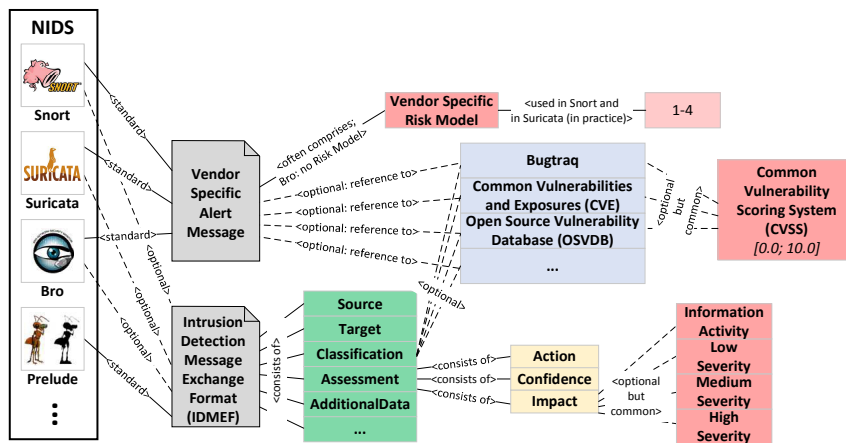 NIDS
SNORT
Snort
SURICATA
Suricata
Bro
Prelude
<standard>
<standard>
<standard>
<standard>
<optional>
<optional>
<optional>
Vendor
Specific
Alert
Message
<often comprises;
Bro: no Risk Model>
Vendor Specific
Risk Model
<used in Snort and
in Suricata (in practice)>
1-4
<optional: reference to>
<optional: reference to>
<optional: reference to>
<optional: reference to>
Bugtraq
Common Vulnerabilities
and Exposures (CVE)
Open Source Vulnerability
Database (OSVDB)
...
<optional
but
common>
Common
Vulnerability
Scoring System
(CVSS)
[0.0; 10.0]
Intrusion
Detection
Message
Exchange
Format
(IDMEF)
<consists of>
Source
Target
Classification
Assessment
AdditionalData
...
<optional>
<consists of>
<consists of>
<consists of>
Action
Confidence
Impact
<optional
but
common>
Information
Activity
Low
Severity
Medium
Severity
High
Severity